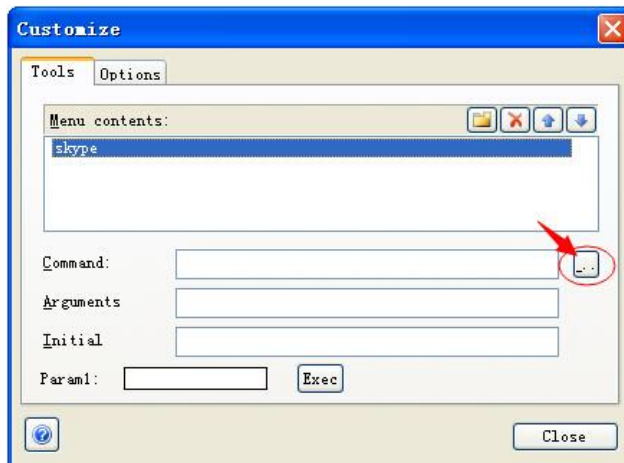 Customize
Tools
Options
Menu contents:
skype
Command:
...
Arguments
Initial
Param1:
Exec
Close